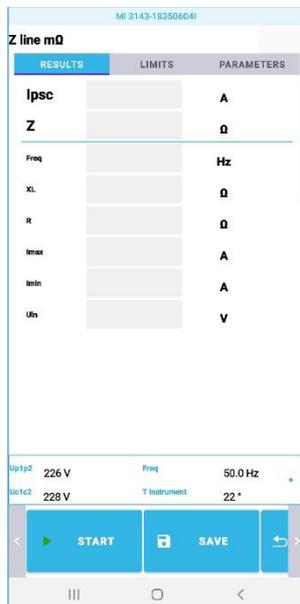 MI 3143-18350604I
Z line mΩ
RESULTS LIMITS PARAMETERS
Ipsc A
Z Ω
Freq Hz
XL Ω
R Ω
Imax A
Imin A
Uln V
Up1p2 226 V Freq 50.0 Hz
Uc1c2 228 V T instrument 22 °
START SAVE